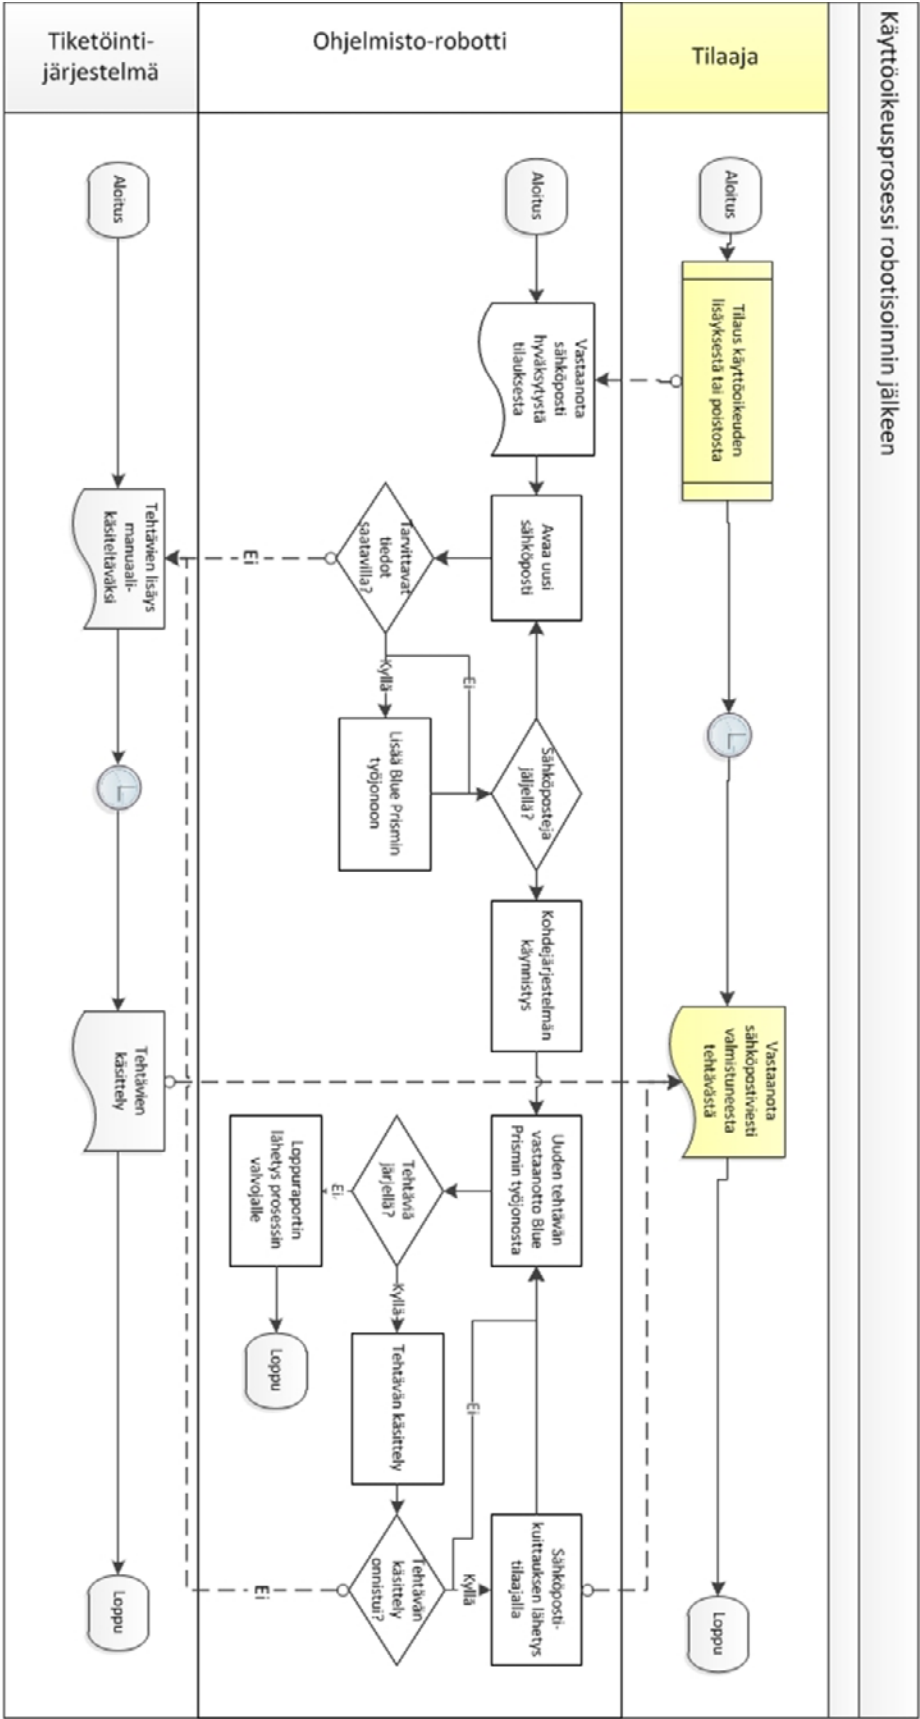 Käyttöoikeusprosessi robotisoinnin jälkeen
Tilaaja
Aloitus
Tilaus käyttöoikeuden
lisäyksestä tai poistosta
Vastaanota
sähköpostiviesti
valmistuneesta
tehtävästä
Loppu
Ohjelmisto-robotti
Aloitus
Vastaanota
sähköposti
hyväksytystä
tilauksesta
Avaa uusi
sähköposti
Tarvittavat
tiedot
saatavilla?
Ei
Kyllä
Ei
Lisää Blue Prismin
työjonoon
Sähköposteja
jäljellä?
Kohdejärjestelmän
käynnistys
Uuden tehtävän
vastaanotto Blue
Prismin työjonosta
Tehtäviä
järjellä?
Ei
Loppuraportin
lähetys prosessin
valvojalle
Loppu
Kyllä
Tehtävän käsittely
Tehtävän
käsittely
onnistui?
Ei
Kyllä
Ei
Sähköposti-
kuittauksen lähetys
tilaajalla
Tiketöinti-
järjestelmä
Aloitus
Tehtävien lisäys
manuaali-
käsiteltäväksi
Tehtävien
käsittely
Loppu